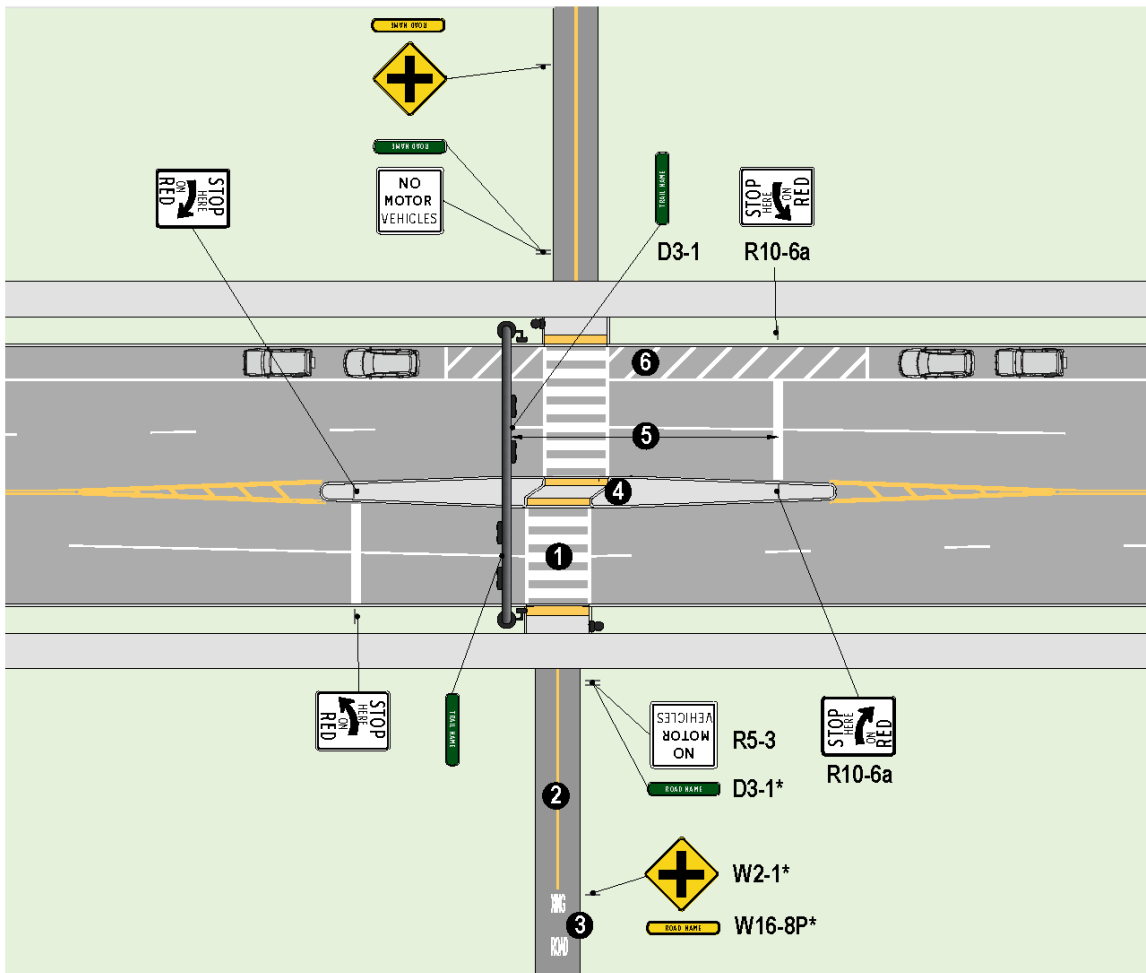 ROAD NAME
ROAD NAME
NO
MOTOR
VEHICLES
STOP
HERE
ON
RED
TRAIL NAME
D3-1
STOP
HERE
ON
RED
R10-6a
6
5
4
1
STOP
HERE
ON
RED
TRAIL NAME
NO
MOTOR
VEHICLES
R5-3
ROAD NAME
D3-1*
STOP
HERE
ON
RED
R10-6a
2
W2-1*
XING
ROAD
3
ROAD NAME
W16-8P*